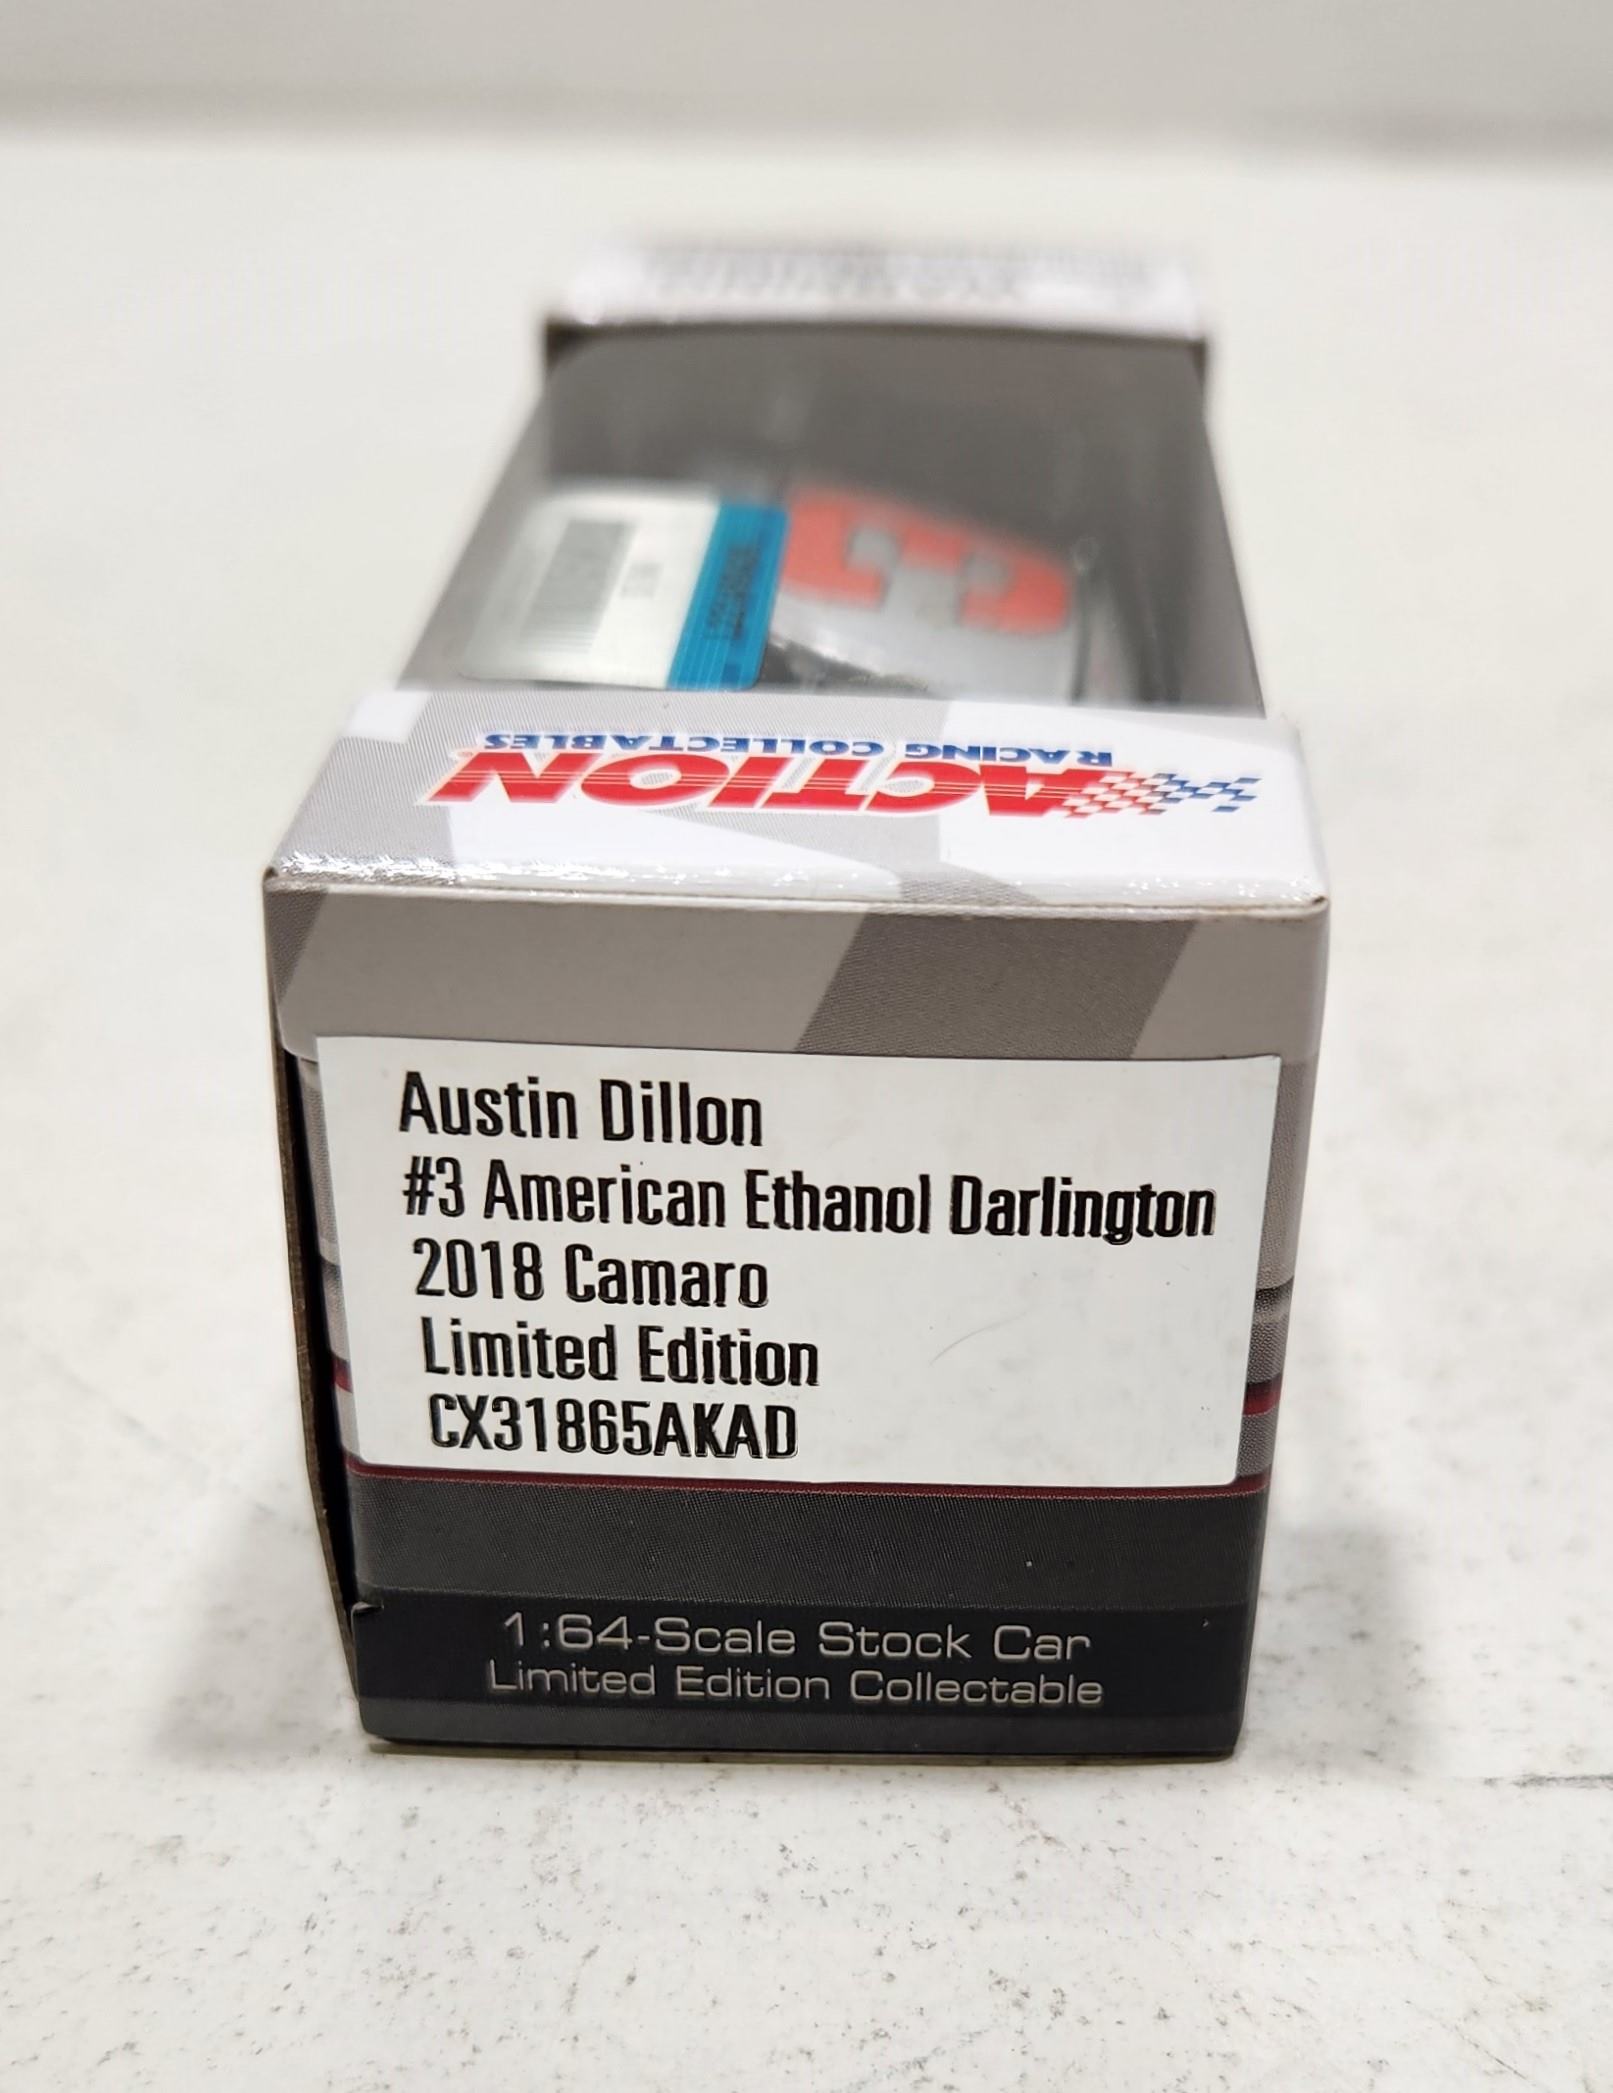 RACING COLLECTABLES
ACTION
3
Austin Dillon
#3 American Ethanol Darlington
2018 Camaro
Limited Edition
CX31865AKAD
1:64-Scale Stock Car
Limited Edition Collectable